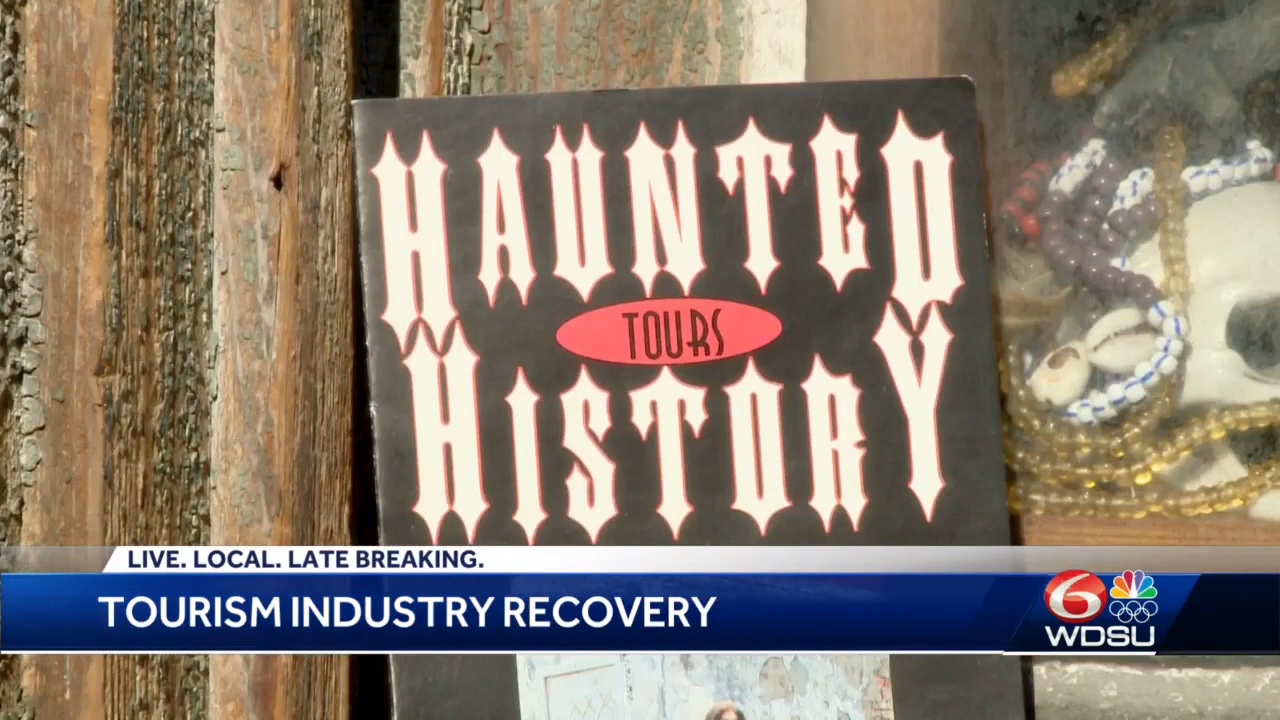 HAUNTED
TOURS
HISTORY
LIVE. LOCAL. LATE BREAKING.
TOURISM INDUSTRY RECOVERY
6
WDSU